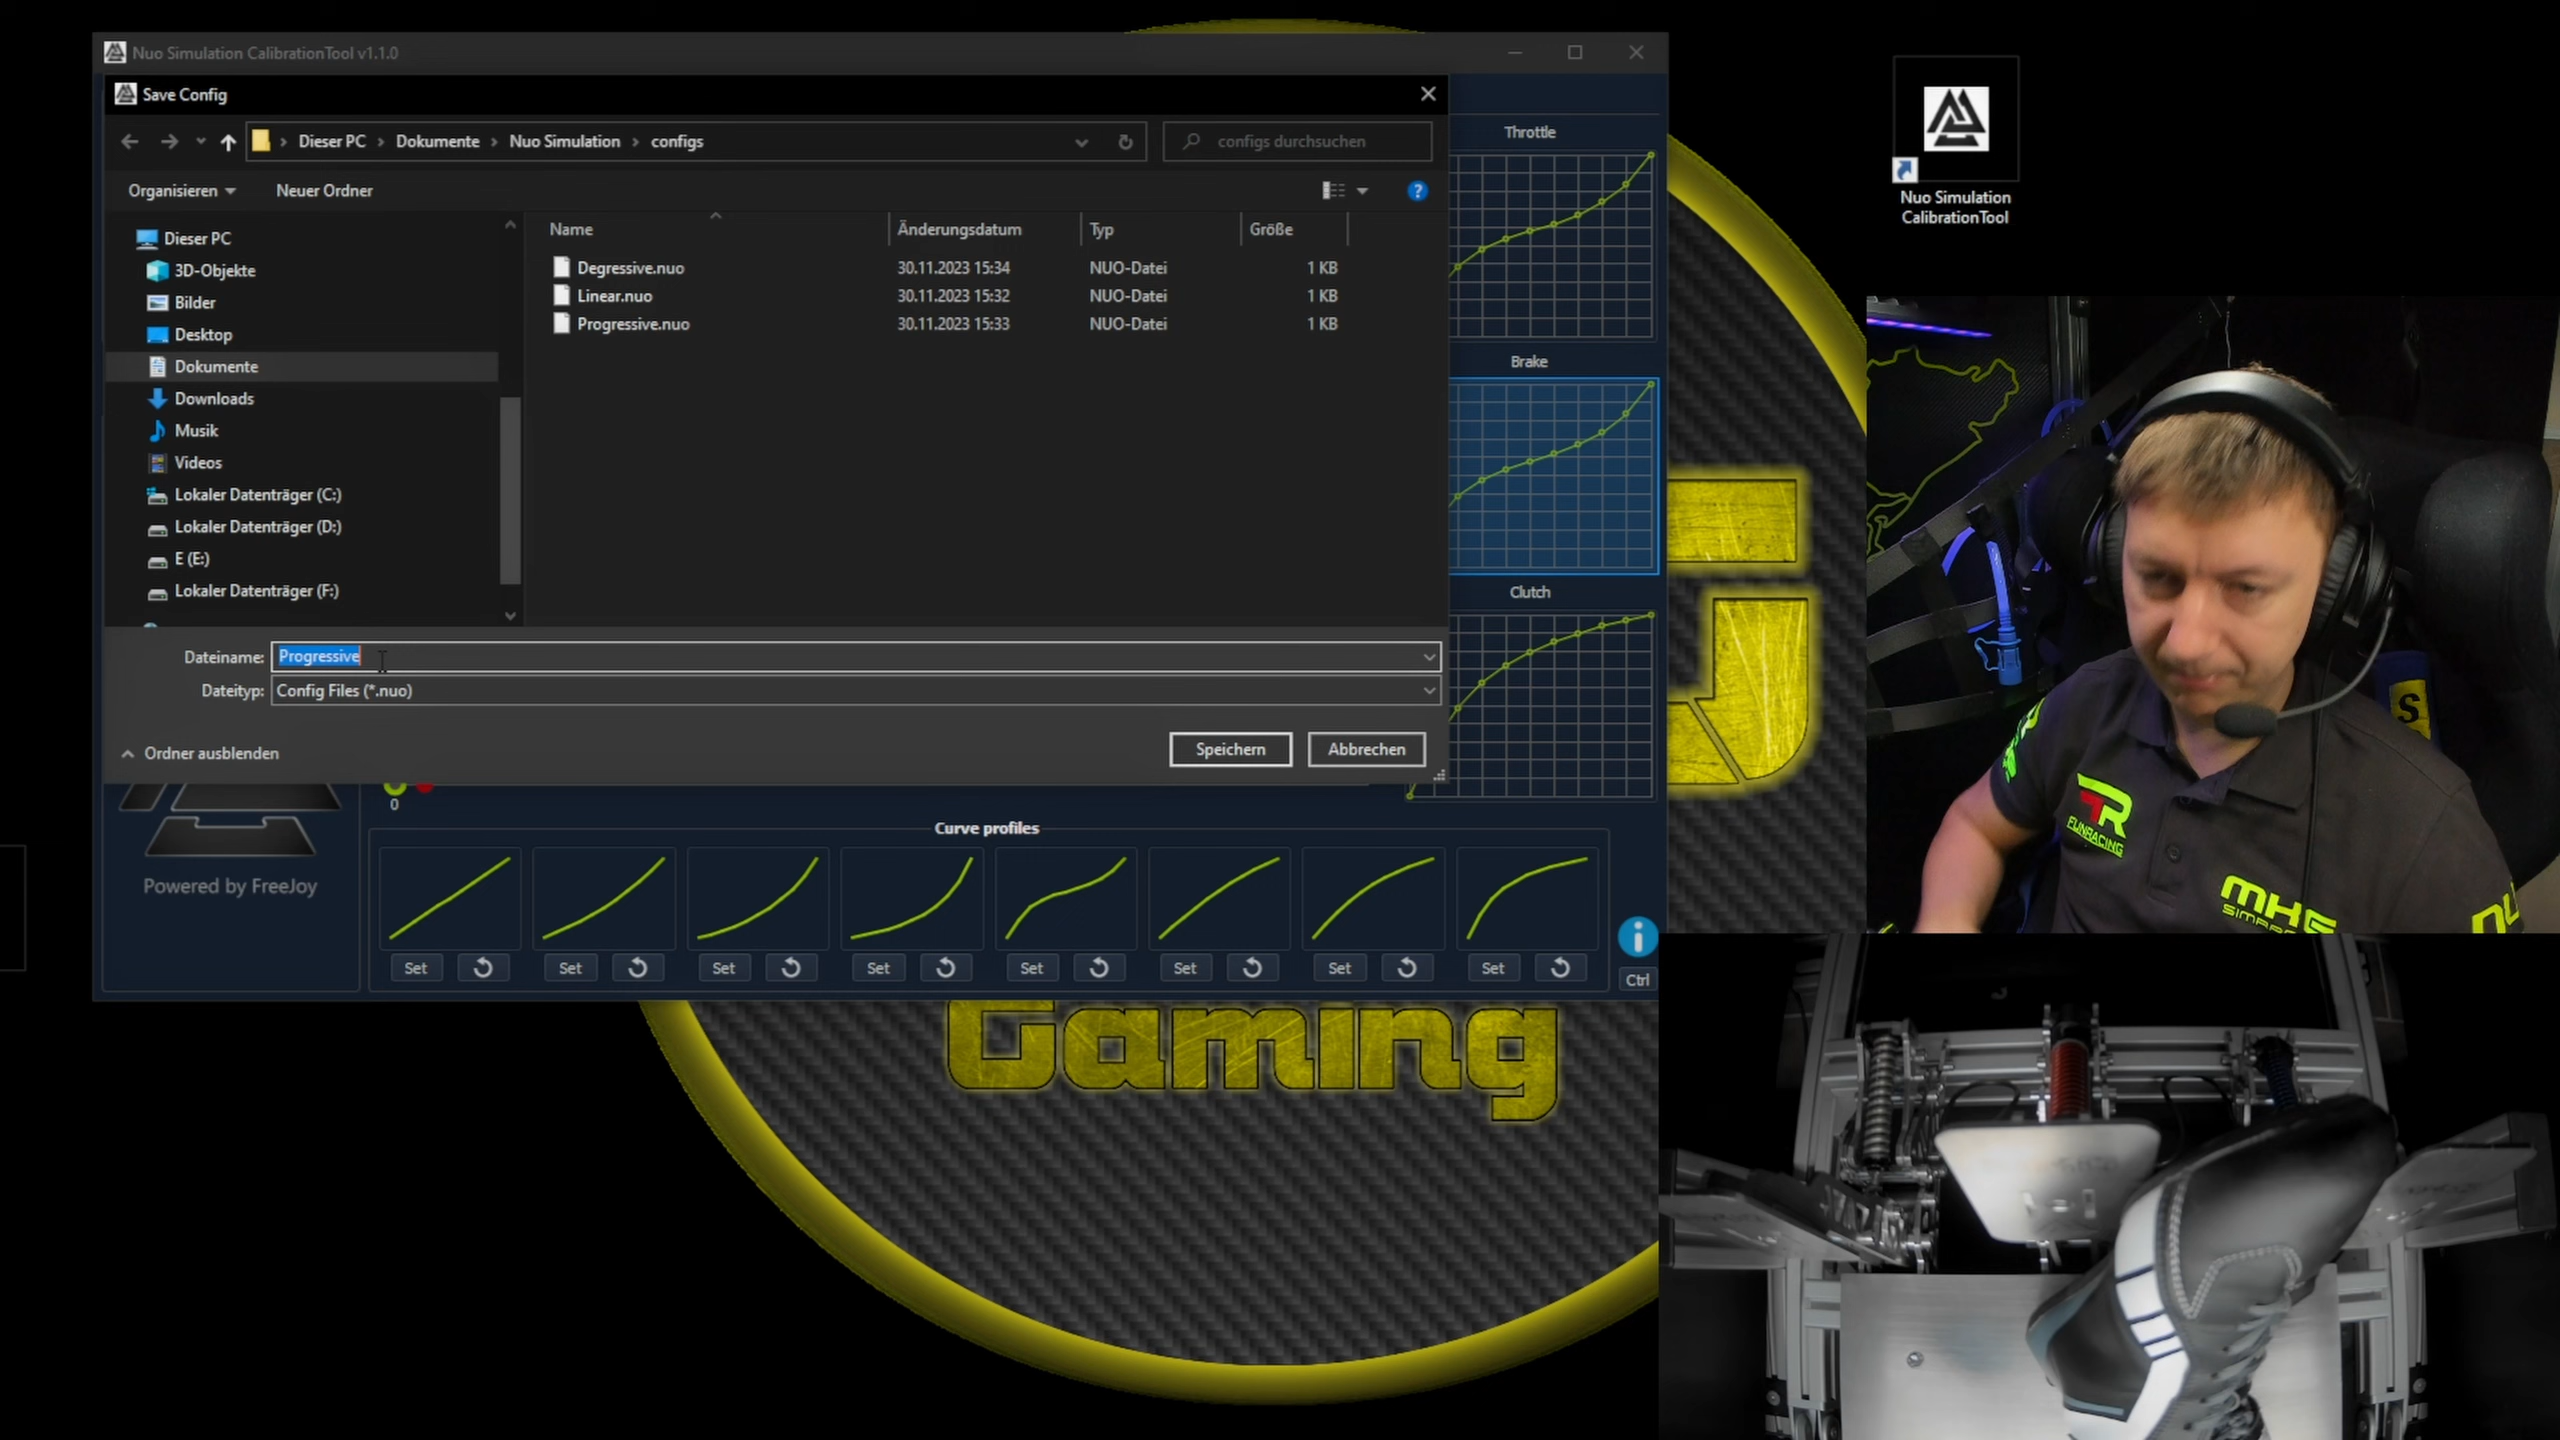 Nuo Simulation CalibrationTool v1.1.0
Save Config
Dieser PC
Dokumente
Nuo Simulation
configs
configs durchsuchen
Organisieren
Neuer Ordner
Name
Änderungsdatum
Typ
Größe
Degressive.nuo
30.11.2023 15:34
NUO-Datei
1 KB
Linear.nuo
30.11.2023 15:32
NUO-Datei
1 KB
Progressive.nuo
30.11.2023 15:33
NUO-Datei
1 KB
Dieser PC
3D-Objekte
Bilder
Desktop
Dokumente
Downloads
Musik
Videos
Lokaler Datenträger (C:)
Lokaler Datenträger (D:)
E (E:)
Lokaler Datenträger (F:)
Dateiname:
Progressive
Dateityp:
Config Files (*.nuo)
Ordner ausblenden
Speichern
Abbrechen
Throttle
Brake
Clutch
0
Powered by FreeJoy
Curve profiles
Set
Set
Set
Set
Set
Set
Set
Set
Ctrl
Nuo Simulation
CalibrationTool
Gaming
S
FUNRACING